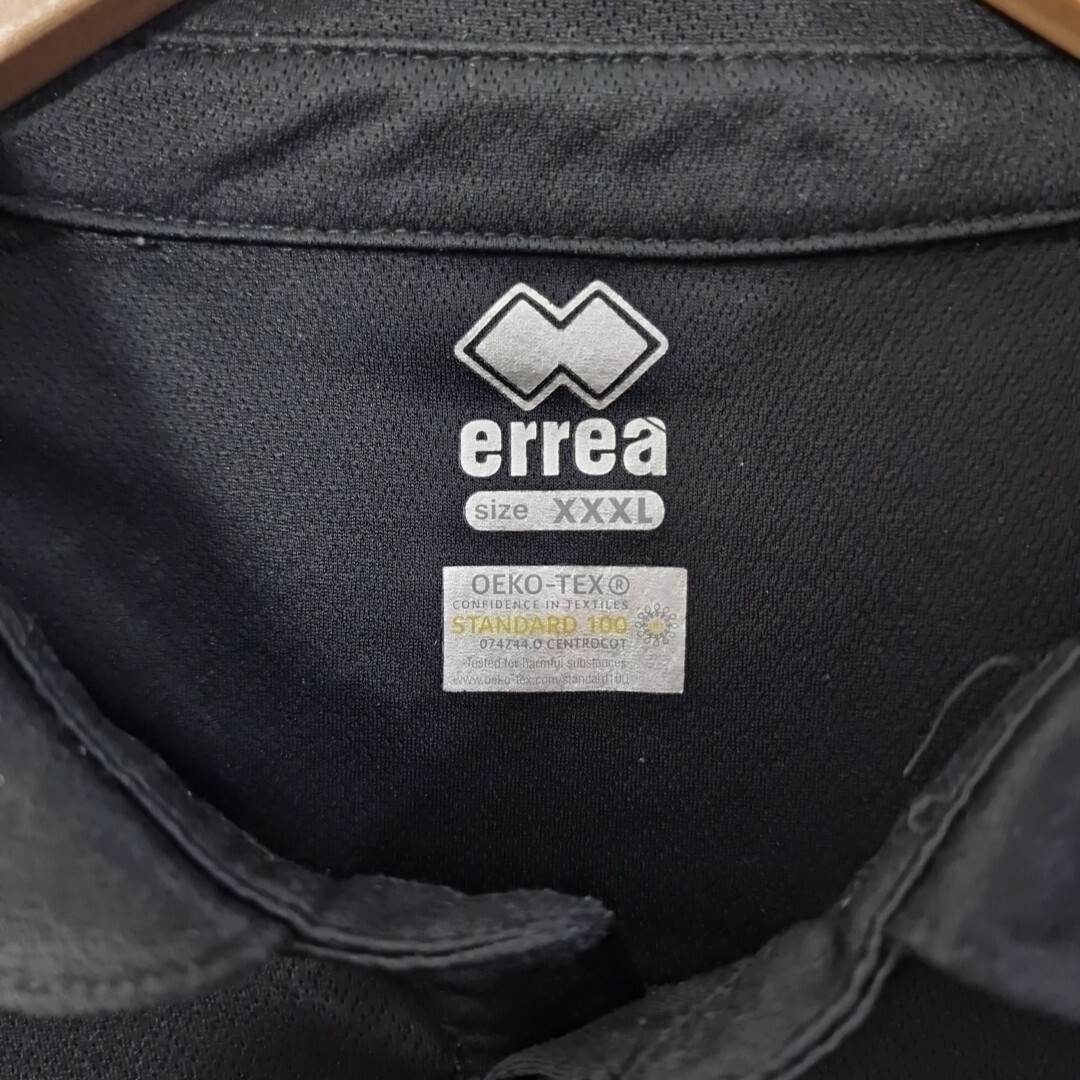 erreà
size XXXL
OEKO-TEX®
CONFIDENCE IN TEXTILES
STANDARD 100
074744.O CENTROCOT
Tested for harmful substances
www.oeko-tex.com/standard100